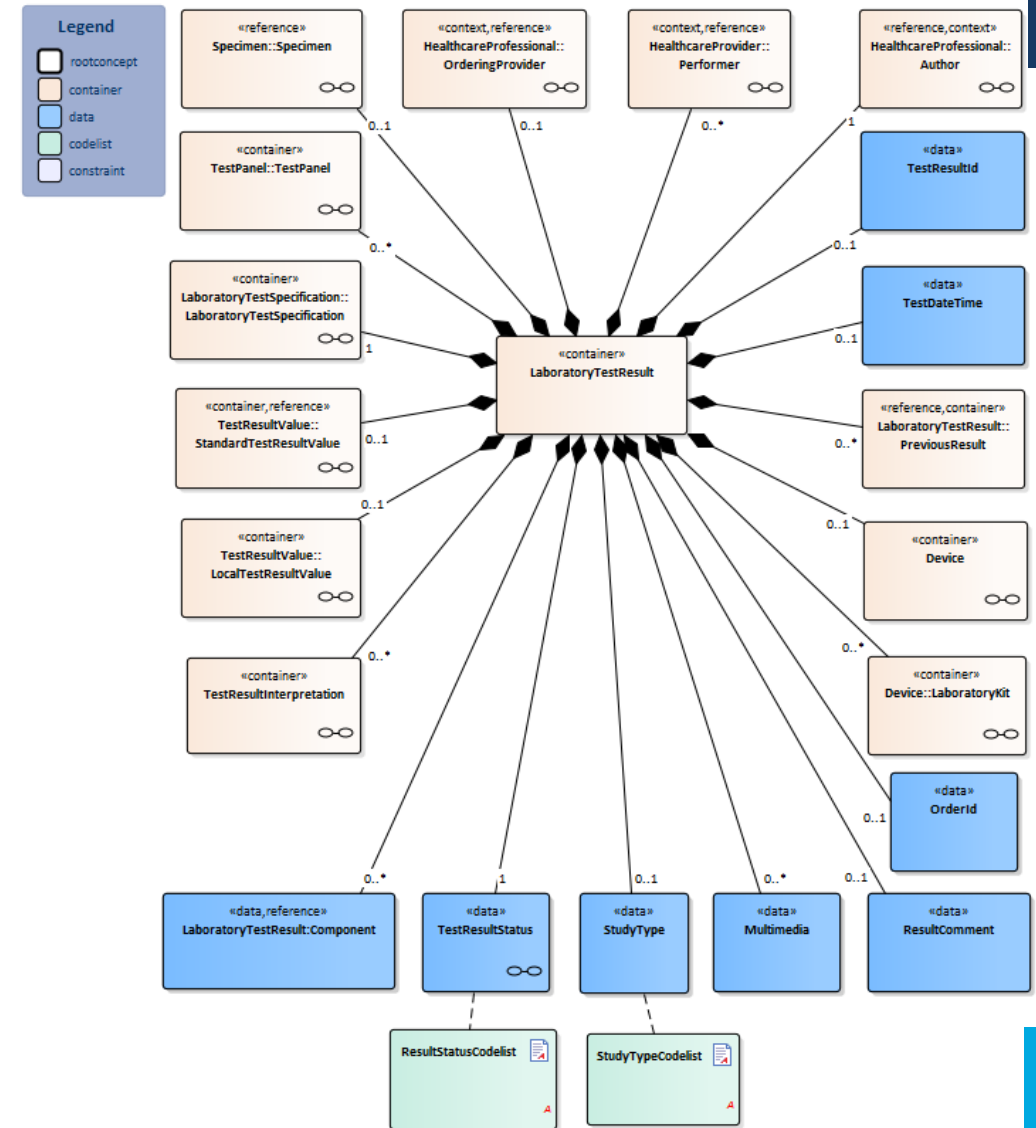 Legend
rootconcept
container
data
codelist
constraint
«reference»
Specimen::Specimen
0..1
«context,reference»
HealthcareProfessional::
OrderingProvider
0..1
«context,reference»
HealthcareProvider::
Performer
0..*
«reference,context»
HealthcareProfessional::
Author
1
«container»
TestPanel::TestPanel
0..*
«data»
TestResultId
0..1
«container»
LaboratoryTestSpecification::
LaboratoryTestSpecification
1
«data»
TestDateTime
0..1
«container»
LaboratoryTestResult
«container,reference»
TestResultValue::
StandardTestResultValue
0..1
«reference,container»
LaboratoryTestResult::
PreviousResult
0..*
«container»
TestResultValue::
LocalTestResultValue
0..1
«container»
Device
0..1
«container»
TestResultInterpretation
0..*
«container»
Device::LaboratoryKit
0..*
«data»
OrderId
0..1
«data,reference»
LaboratoryTestResult:Component
0..*
«data»
TestResultStatus
1
«data»
StudyType
0..1
«data»
Multimedia
0..*
«data»
ResultComment
0..1
ResultStatusCodelist
A
StudyTypeCodelist
A